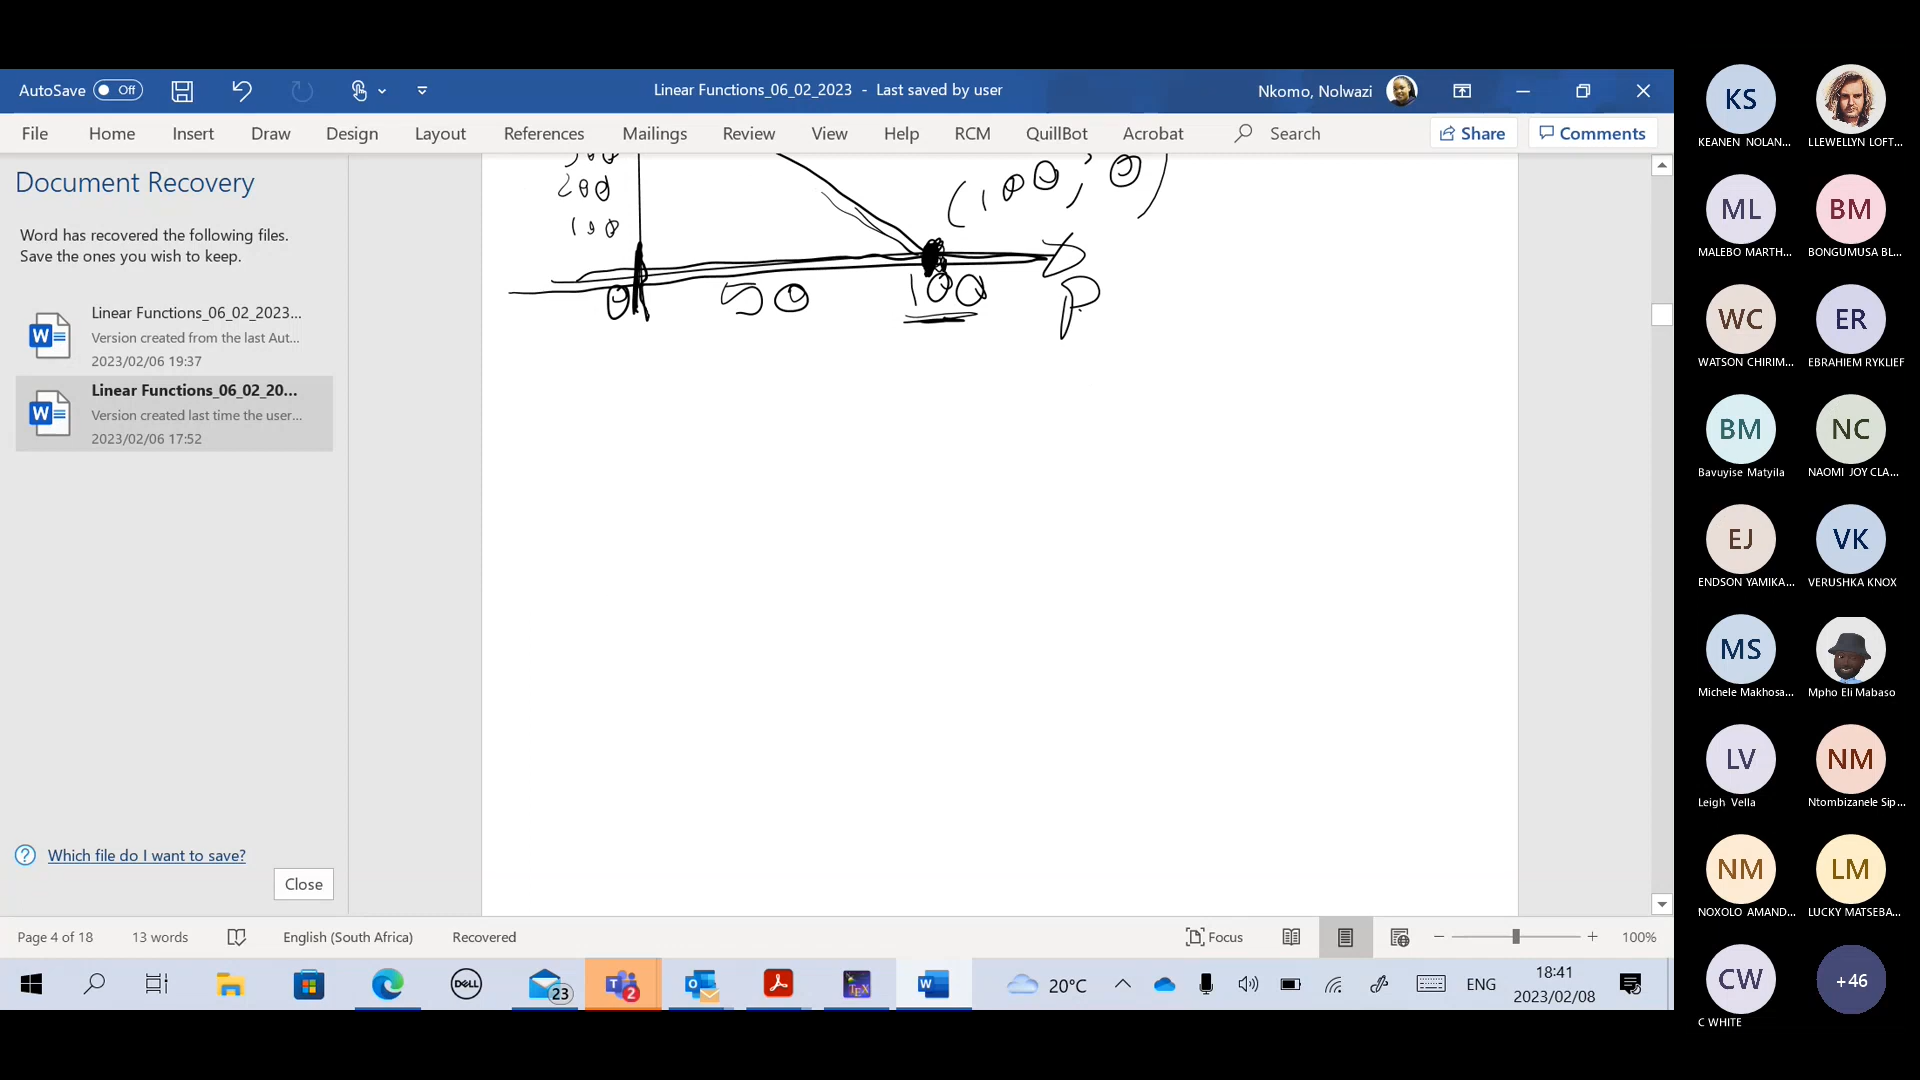 AutoSave Off Linear Functions_06_02_2023 - Last saved by user Nkomo, Nolwazi
File Home Insert Draw Design Layout References Mailings Review View Help RCM QuillBot Acrobat Search Share Comments
Document Recovery
Word has recovered the following files.
Save the ones you wish to keep.
Linear Functions_06_02_2023...
Version created from the last Aut...
2023/02/06 19:37
Linear Functions_06_02_20...
Version created last time the user...
2023/02/06 17:52
Which file do I want to save?
Close
200
(100; 0)
100
0 50 100 P
Page 4 of 18 13 words English (South Africa) Recovered Focus 100%
DELL 23 T 2 TEX W 20°C ENG 18:41
2023/02/08
KS
KEANEN NOLAN... LLEWELLYN LOFT...
ML BM
MALEBO MARTH... BONGUMUSA BL...
WC ER
WATSON CHIRIM... EBRAHIEM RYKLIEF
BM NC
Bavuyise Matyila NAOMI JOY CLA...
EJ VK
ENDSON YAMIKA... VERUSHKA KNOX
MS
Michele Makhosa... Mpho Eli Mabaso
LV NM
Leigh Vella Ntombizanele Sip...
NM LM
NOXOLO AMAND... LUCKY MATSEBA...
CW +46
C WHITE